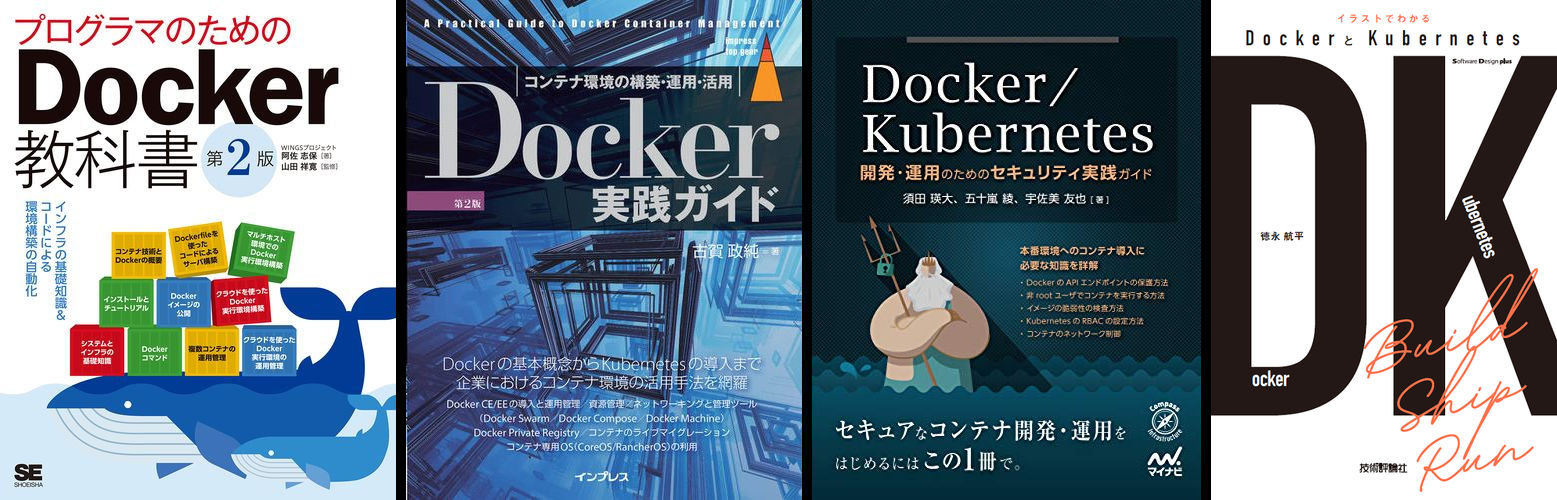 プログラマのための
Docker
教科書
第2版
WINGSプロジェクト
阿佐 志保 [著]
山田 祥寛 [監修]
インフラの基礎知識&
コードによる
環境構築の自動化
コンテナ技術と
Dockerの概要
Dockerfileを
使った
コードによる
サーバ構築
マルチホスト
環境での
Docker
実行環境構築
インストールと
チュートリアル
Docker
イメージの
公開
クラウドを使った
Docker
実行環境構築
システムと
インフラの
基礎知識
Docker
コマンド
複数コンテナの
運用管理
クラウドを使った
Docker
実行環境の
運用管理
SE
SHOEISHA
A Practical Guide to Docker Container Management
impress
top gear
コンテナ環境の構築・運用・活用
Docker
第2版
実践ガイド
古賀 政純=著
Dockerの基本概念からKubernetesの導入まで
企業におけるコンテナ環境の活用手法を網羅
Docker CE/EEの導入と運用管理/資源管理/ネットワーキングと管理ツール
(Docker Swarm/Docker Compose/Docker Machine)
Docker Private Registry/コンテナのライブマイグレーション
コンテナ専用OS(CoreOS/RancherOS)の利用
インプレス
Docker/
Kubernetes
開発・運用のためのセキュリティ実践ガイド
須田 瑛大、五十嵐 綾、宇佐美 友也 [著]
本番環境へのコンテナ導入に
必要な知識を詳解
・Docker の API エンドポイントの保護方法
・非 root ユーザでコンテナを実行する方法
・イメージの脆弱性の検査方法
・Kubernetes の RBAC の設定方法
・コンテナのネットワーク制御
セキュアなコンテナ開発・運用を
はじめるにはこの1冊で。
Compass
Infrastructure
マイナビ
イラストでわかる
DockerとKubernetes
Software Design plus
D
K
ubernetes
徳永 航平
ocker
Build
Ship
Run
技術評論社